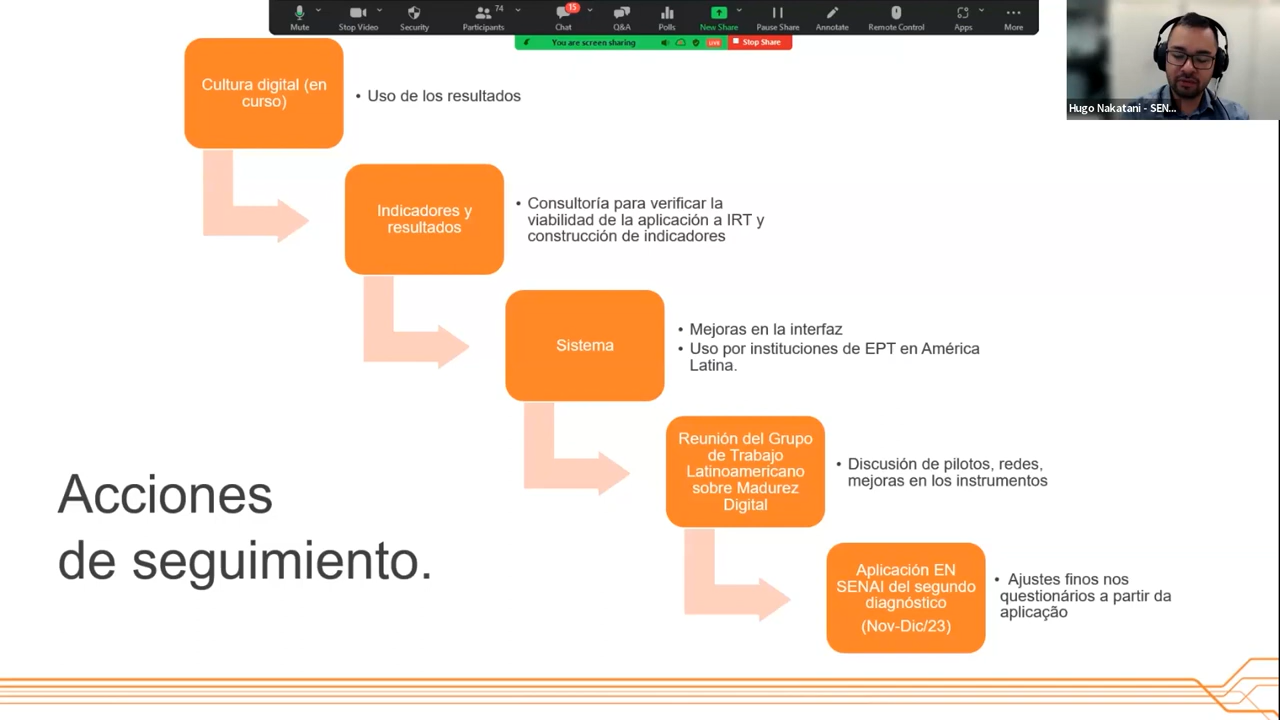 Mute
Stop Video
Security
Participants
74
Chat
15
Q&A
Polls
New Share
Pause Share
Annotate
Remote Control
Apps
More
You are screen sharing
LIVE
Stop Share
Hugo Nakatani - SEN...
Cultura digital (en
curso)
• Uso de los resultados
Indicadores y
resultados
• Consultoría para verificar la
viabilidad de la aplicación a IRT y
construcción de indicadores
Sistema
• Mejoras en la interfaz
• Uso por instituciones de EPT en América
Latina.
Reunión del Grupo
de Trabajo
Latinoamericano
sobre Madurez
Digital
• Discusión de pilotos, redes,
mejoras en los instrumentos
Acciones
de seguimiento.
Aplicación EN
SENAI del segundo
diagnóstico
(Nov-Dic/23)
• Ajustes finos nos
questionários a partir da
aplicação